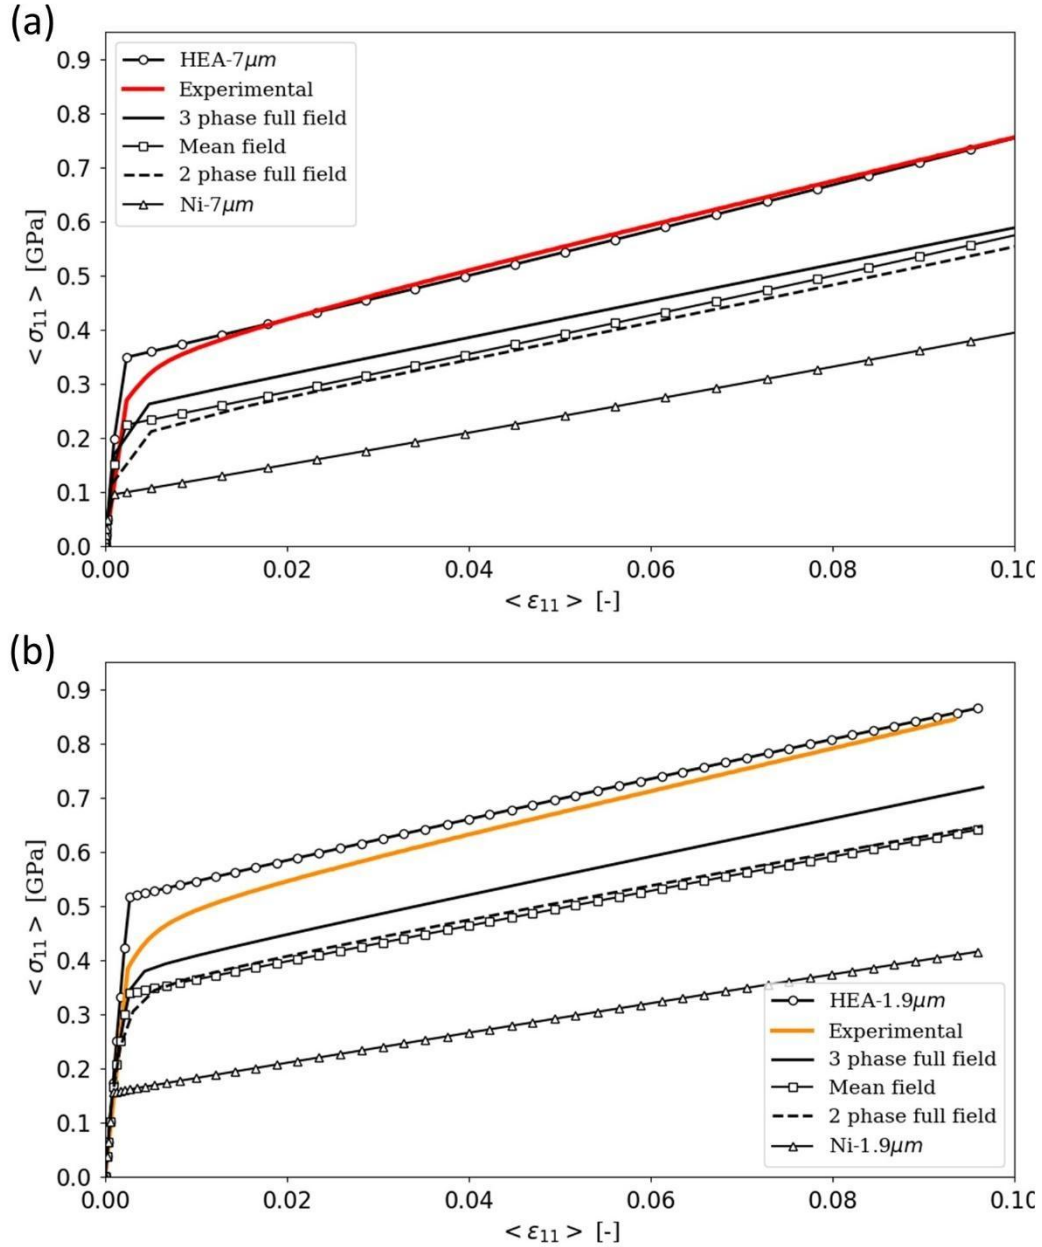 (a)
0.9
0.8
0.7
0.6
0.5
0.4
0.3
0.2
0.1
0.0
< σ₁₁ > [GPa]
HEA-7μm
Experimental
3 phase full field
Mean field
2 phase full field
Ni-7μm
0.00 0.02 0.04 0.06 0.08 0.10
< ε₁₁ > [-]
(b)
0.9
0.8
0.7
0.6
0.5
0.4
0.3
0.2
0.1
0.0
< σ₁₁ > [GPa]
HEA-1.9μm
Experimental
3 phase full field
Mean field
2 phase full field
Ni-1.9μm
0.00 0.02 0.04 0.06 0.08 0.10
< ε₁₁ > [-]